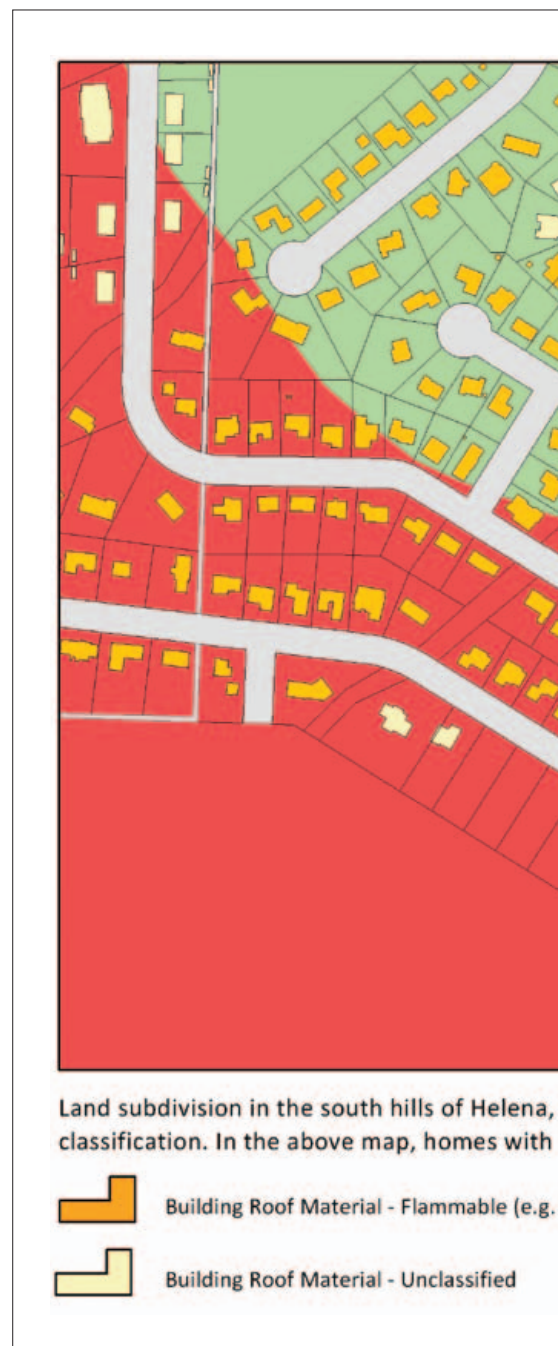 Land subdivision in the south hills of Helena,
classification. In the above map, homes with
Building Roof Material - Flammable (e.g.
Building Roof Material - Unclassified